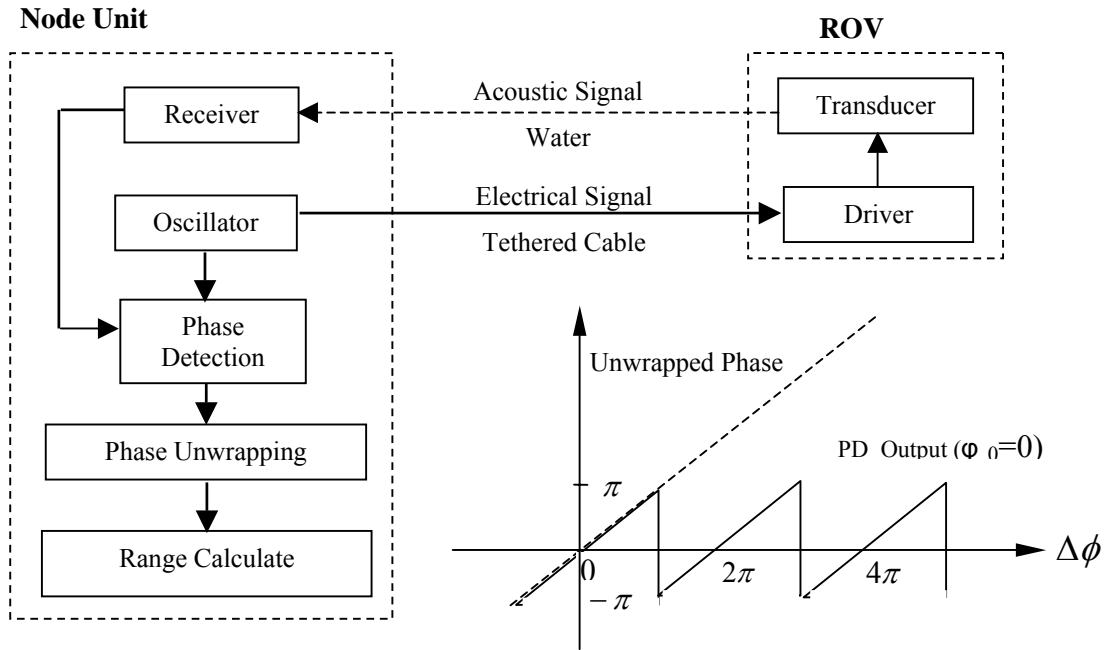 Node Unit
ROV
Receiver
Acoustic Signal
Water
Transducer
Oscillator
Electrical Signal
Tethered Cable
Driver
Phase
Detection
Phase Unwrapping
Range Calculate
Unwrapped Phase
PD Output (φ 0=0)
π
0
2π
4π
Δϕ
−π